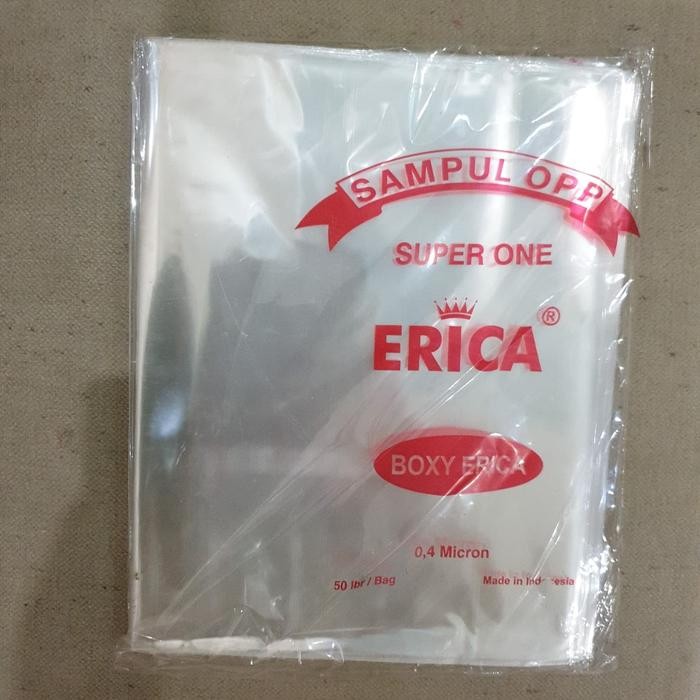 SAMPUL OPP
SUPER ONE
ERICA ®
BOXY ERICA
0,4 Micron
50 lbr / Bag Made in Indonesia